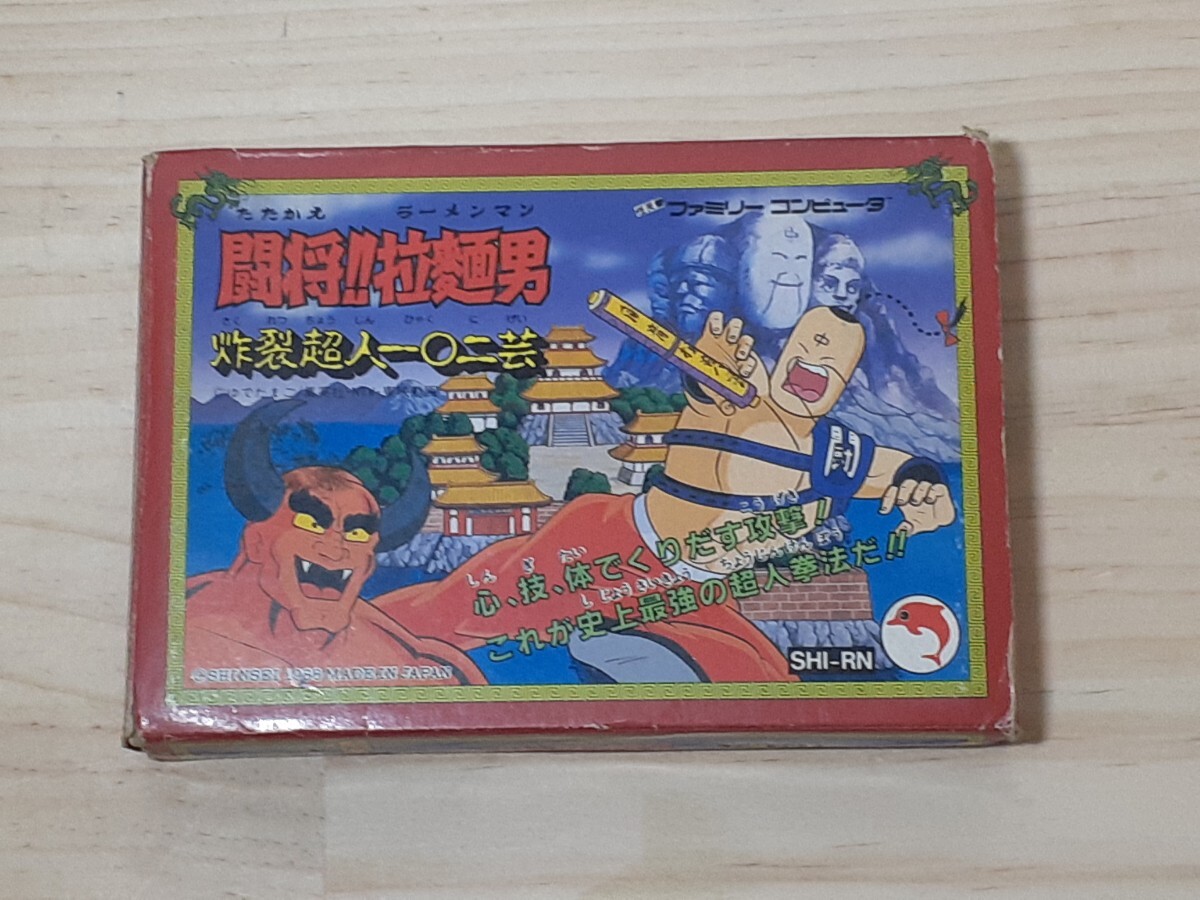 たたかえ ラーメンマン
闘将!!拉麵男
さく れつ ちょう じん ひゃく に げい
炸裂超人一〇二芸
ファミリー コンピュータ
中
中
闘
こう げき
心、技、体でくりだす攻撃!
しん ぎ たい
ちょうじんけんぽう
これが史上最強の超人拳法だ!!
しじょうさいきょう
SHI-RN
©SHINSEI 1988 MADE IN JAPAN